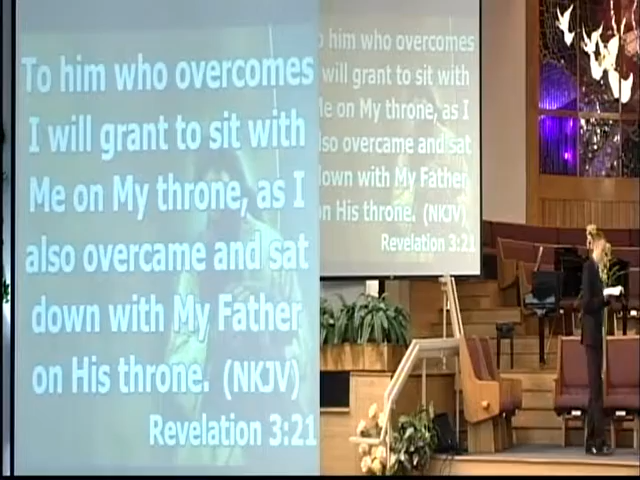 To him who overcomes
I will grant to sit with
Me on My throne, as I
also overcame and sat
down with My Father
on His throne. (NKJV)
Revelation 3:21
him who overcomes
will grant to sit with
Me on My throne, as I
also overcame and sat
down with My Father
on His throne. (NKJV)
Revelation 3:21